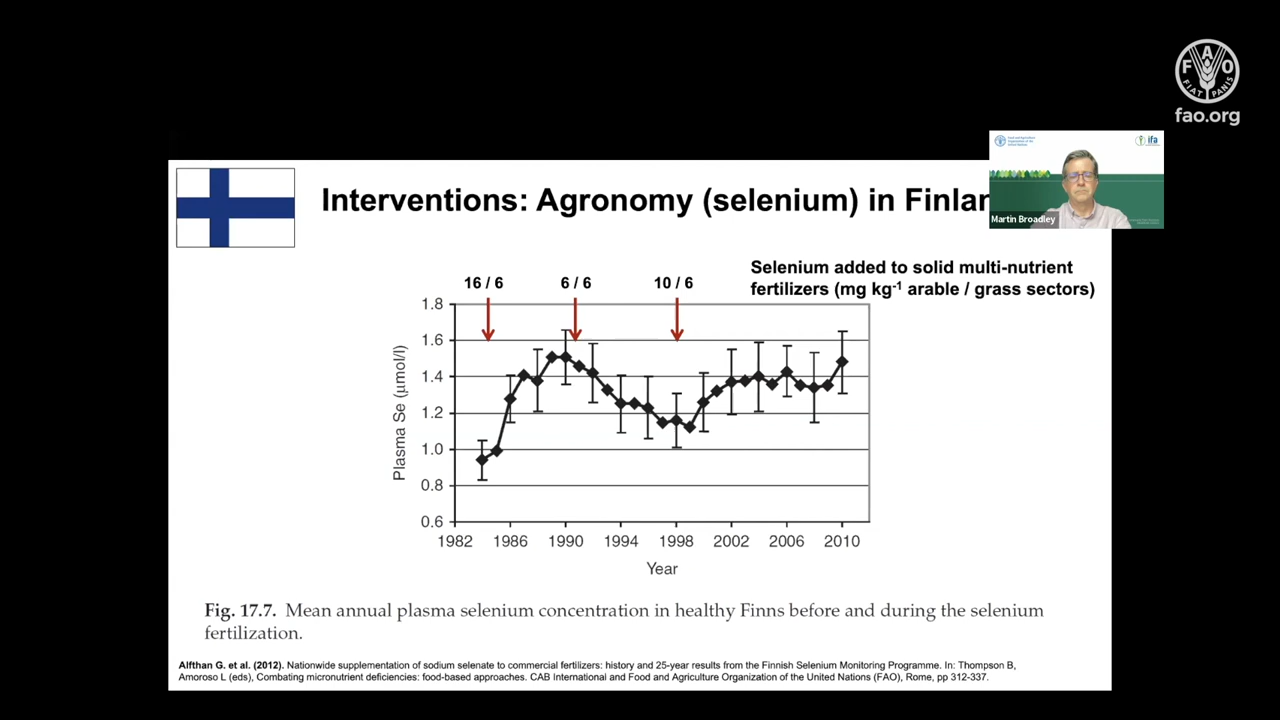 FAO
FIAT PANIS
fao.org
ifa
Martin Broadley
Interventions: Agronomy (selenium) in Finlan
Selenium added to solid multi-nutrient
fertilizers (mg kg-1 arable / grass sectors)
16 / 6
6 / 6
10 / 6
1.8
1.6
1.4
1.2
1.0
0.8
0.6
Plasma Se (μmol/l)
1982 1986 1990 1994 1998 2002 2006 2010
Year
Fig. 17.7. Mean annual plasma selenium concentration in healthy Finns before and during the selenium
fertilization.
Alfthan G. et al. (2012). Nationwide supplementation of sodium selenate to commercial fertilizers: history and 25-year results from the Finnish Selenium Monitoring Programme. In: Thompson B,
Amoroso L (eds), Combating micronutrient deficiencies: food-based approaches. CAB International and Food and Agriculture Organization of the United Nations (FAO), Rome, pp 312-337.